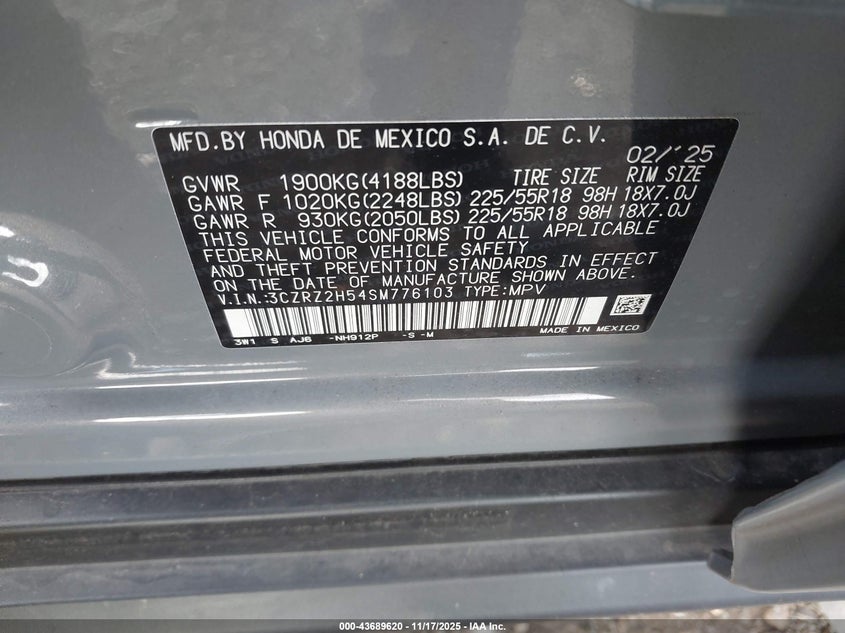 MFD.BY HONDA DE MEXICO S.A. DE C.V.
02/'25
GVWR 1900KG(4188LBS) TIRE SIZE RIM SIZE
GAWR F 1020KG(2248LBS) 225/55R18 98H 18X7.0J
GAWR R 930KG(2050LBS) 225/55R18 98H 18X7.0J
THIS VEHICLE CONFORMS TO ALL APPLICABLE
FEDERAL MOTOR VEHICLE SAFETY
AND THEFT PREVENTION STANDARDS IN EFFECT
ON THE DATE OF MANUFACTURE SHOWN ABOVE.
V.I.N.:3CZRZ2H54SM776103 TYPE:MPV
3W1 S AJ6 -NH912P -S -M MADE IN MEXICO
000-43689620 — 11/17/2025 — IAA Inc.